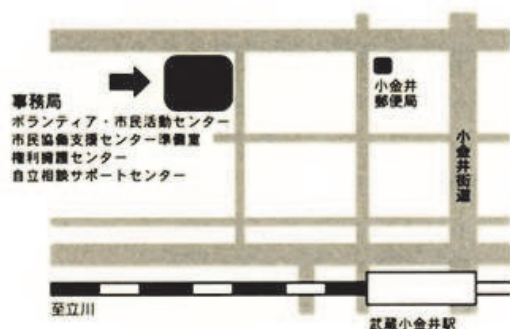 事務局
ボランティア・市民活動センター
市民協働支援センター準備室
権利擁護センター
自立相談サポートセンター
小金井
郵便局
小金井街道
至立川
武蔵小金井駅